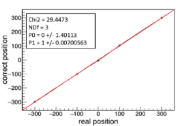 Chi2 = 29.4473
NDf = 3
P0 = 0 +/- 1.40113
P1 = 1 +/- 0.00700563
correct position
300
200
100
0
-100
-200
-300
-300 -200 -100 0 100 200 300
real position